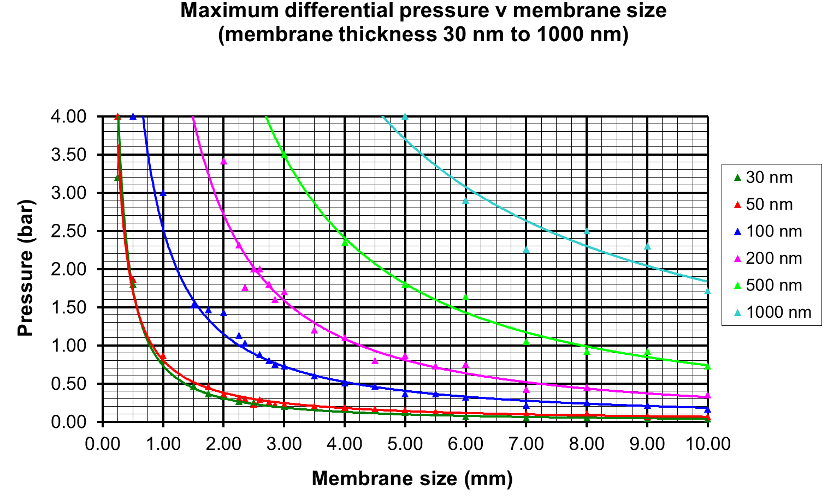 Maximum differential pressure v membrane size
(membrane thickness 30 nm to 1000 nm)
4.00
3.50
3.00
2.50
2.00
1.50
1.00
0.50
0.00
Pressure (bar)
0.00 1.00 2.00 3.00 4.00 5.00 6.00 7.00 8.00 9.00 10.00
Membrane size (mm)
30 nm
50 nm
100 nm
200 nm
500 nm
1000 nm